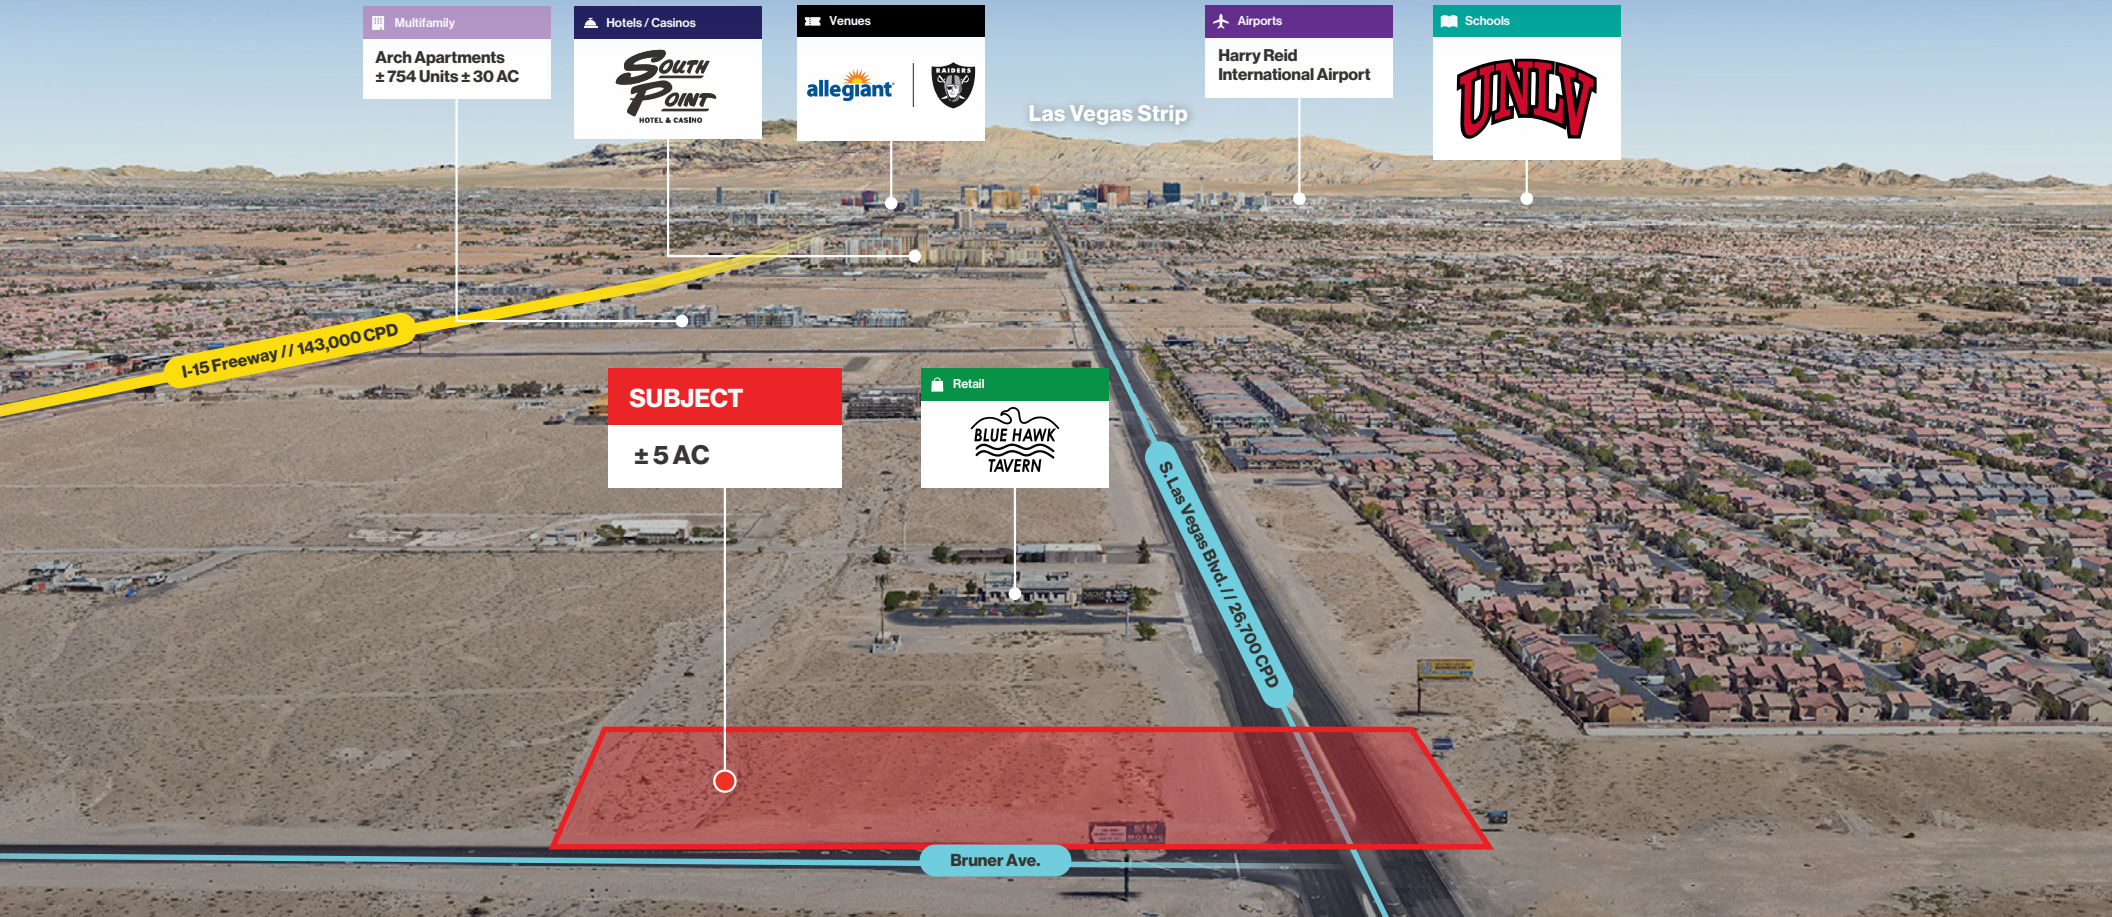 Multifamily
Arch Apartments
± 754 Units ± 30 AC
Hotels / Casinos
SOUTH
POINT
HOTEL & CASINO
Venues
allegiant
RAIDERS
Las Vegas Strip
Airports
Harry Reid
International Airport
Schools
UNLV
I-15 Freeway // 143,000 CPD
SUBJECT
± 5 AC
Retail
BLUE HAWK
TAVERN
S. Las Vegas Blvd. // 26,700 CPD
MOSAIC
Bruner Ave.